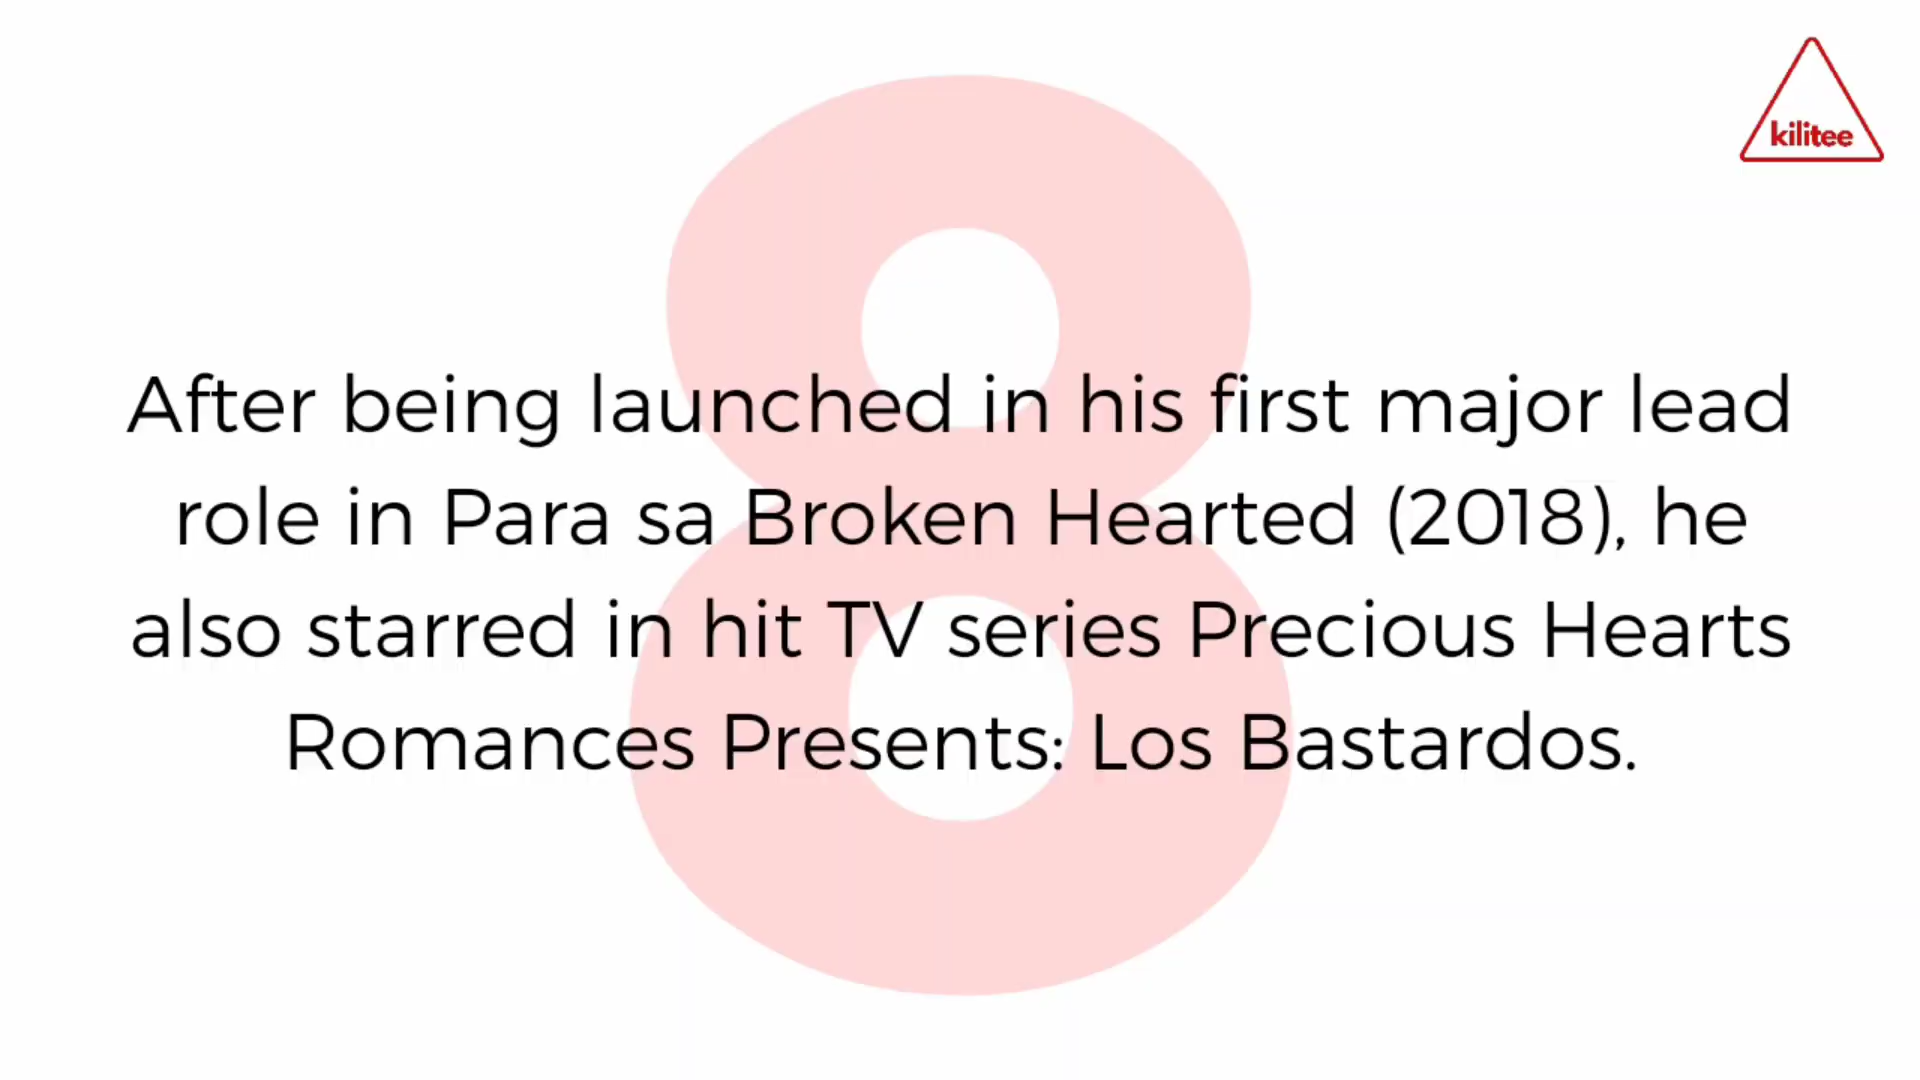 kilitee
8
After being launched in his first major lead
role in Para sa Broken Hearted (2018), he
also starred in hit TV series Precious Hearts
Romances Presents: Los Bastardos.